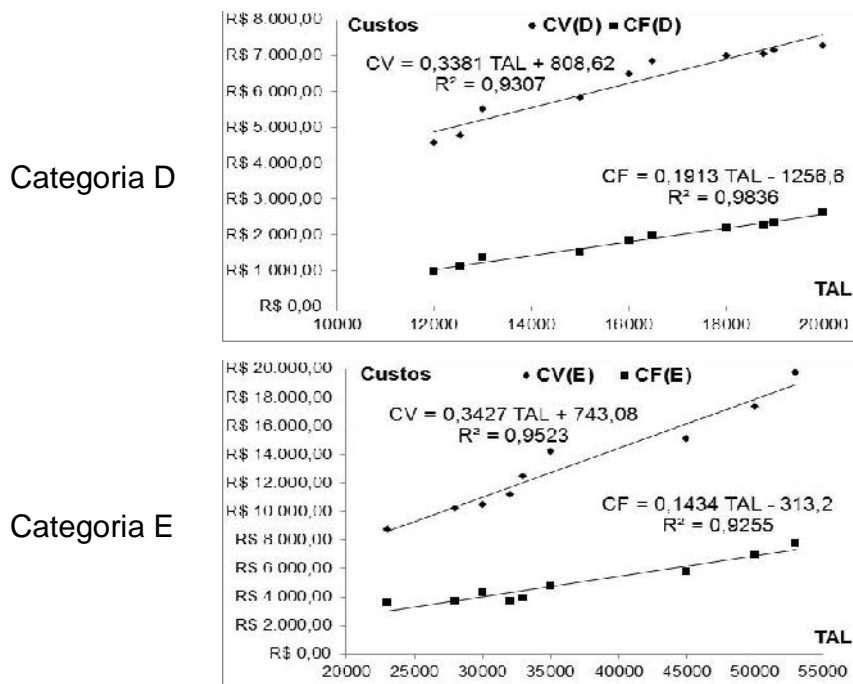 Categoria D
R$ 8.000,00
R$ 7.000,00
R$ 6.000,00
R$ 5.000,00
R$ 4.000,00
R$ 3.000,00
R$ 2.000,00
R$ 1.000,00
R$ 0,00
Custos
CV(D) CF(D)
CV = 0,3381 TAL + 808,62
R² = 0,9307
CF = 0,1913 TAL - 1256,6
R² = 0,9836
TAL
10000 12000 14000 16000 18000 20000
Categoria E
R$ 20.000,00
R$ 18.000,00
R$ 16.000,00
R$ 14.000,00
R$ 12.000,00
R$ 10.000,00
R$ 8.000,00
R$ 6.000,00
R$ 4.000,00
R$ 2.000,00
R$ 0,00
Custos
CV(E) CF(E)
CV = 0,3427 TAL + 743,08
R² = 0,9523
CF = 0,1434 TAL - 313,2
R² = 0,9255
TAL
20000 25000 30000 35000 40000 45000 50000 55000